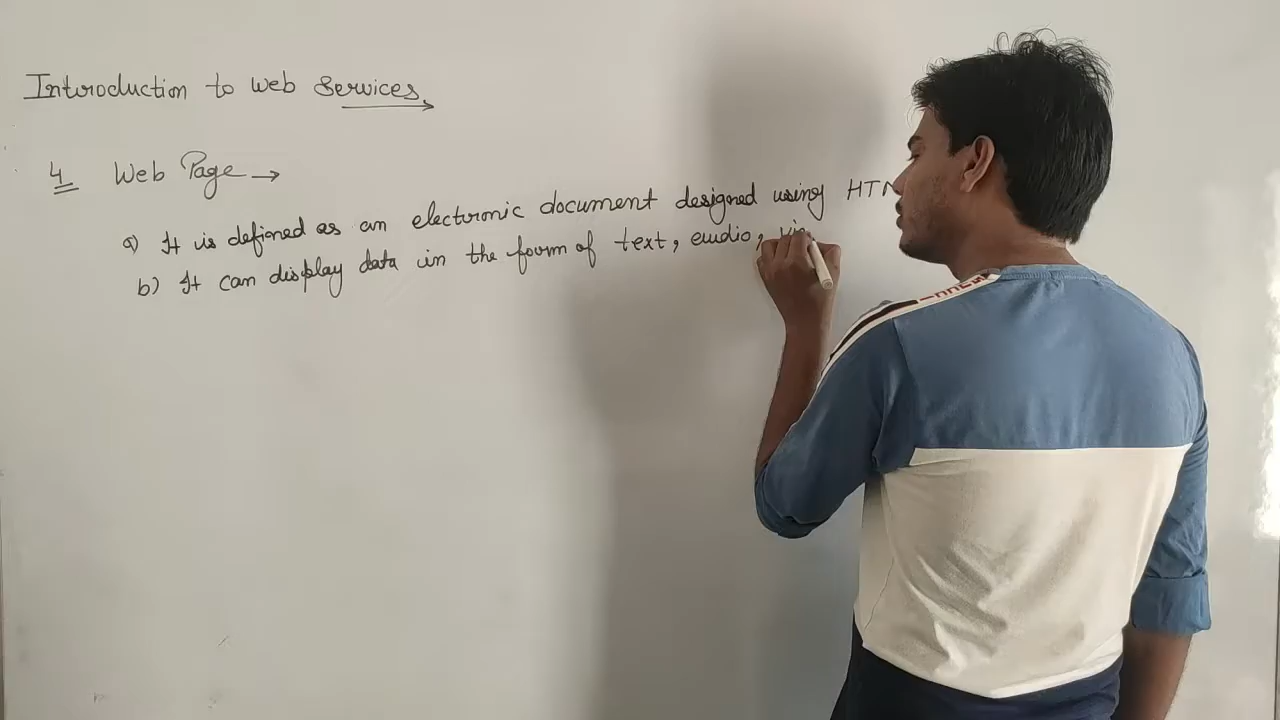 Introduction to Web Services
4 Web Page →
a) It is defined as an electronic document designed using HTM
b) It can display data in the form of text, audio,